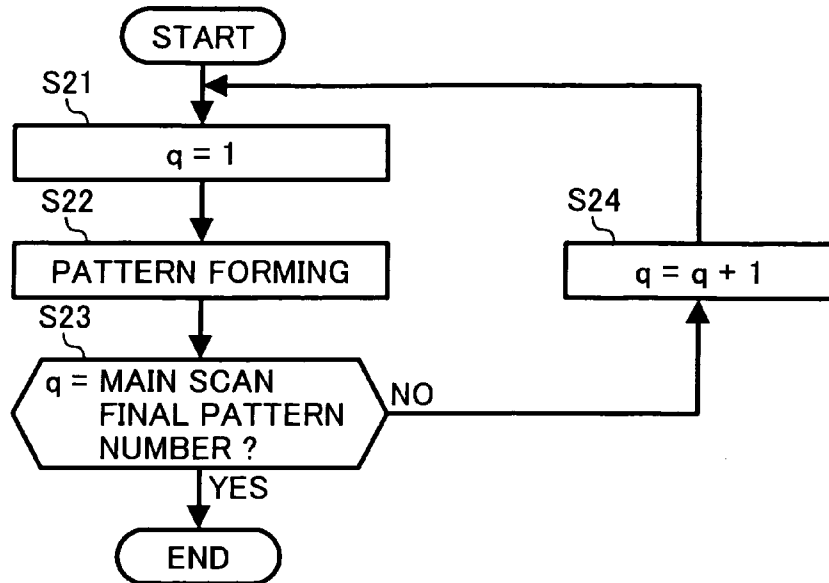 START
S21
q = 1
S22
PATTERN FORMING
S24
q = q + 1
S23
q = MAIN SCAN
FINAL PATTERN
NUMBER ?
NO
YES
END